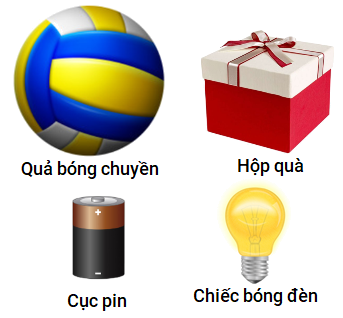 Quả bóng chuyền
Hộp quà
Cục pin
Chiếc bóng đèn